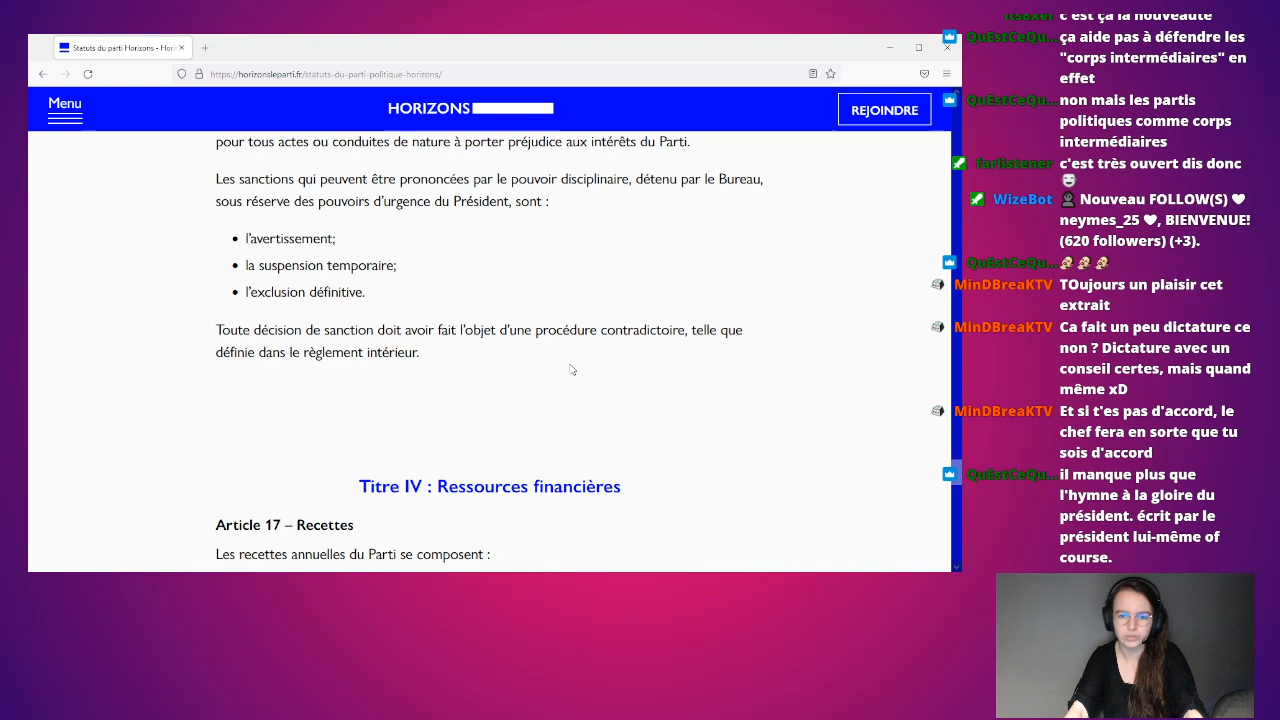 Statuts du parti Horizons - Hori
https://horizonsleparti.fr/statuts-du-parti-politique-horizons/
Menu
HORIZONS
REJOINDRE
pour tous actes ou conduites de nature à porter préjudice aux intérêts du Parti.
Les sanctions qui peuvent être prononcées par le pouvoir disciplinaire, détenu par le Bureau,
sous réserve des pouvoirs d’urgence du Président, sont :
• l’avertissement;
• la suspension temporaire;
• l’exclusion définitive.
Toute décision de sanction doit avoir fait l’objet d’une procédure contradictoire, telle que
définie dans le règlement intérieur.
Titre IV : Ressources financières
Article 17 – Recettes
Les recettes annuelles du Parti se composent :
c'est ça la nouveauté
QuEstCeQu... ça aide pas à défendre les
"corps intermédiaires" en
effet
QuEstCeQu... non mais les partis
politiques comme corps
intermédiaires
farlistener c'est très ouvert dis donc
WizeBot Nouveau FOLLOW(S)
neymes_25 , BIENVENUE!
(620 followers) (+3).
QuEstCeQu...
MinDBreaKTV TOujours un plaisir cet
extrait
MinDBreaKTV Ca fait un peu dictature ce
non ? Dictature avec un
conseil certes, mais quand
même xD
MinDBreaKTV Et si t'es pas d'accord, le
chef fera en sorte que tu
sois d'accord
QuEstCeQu... il manque plus que
l'hymne à la gloire du
président. écrit par le
président lui-même of
course.